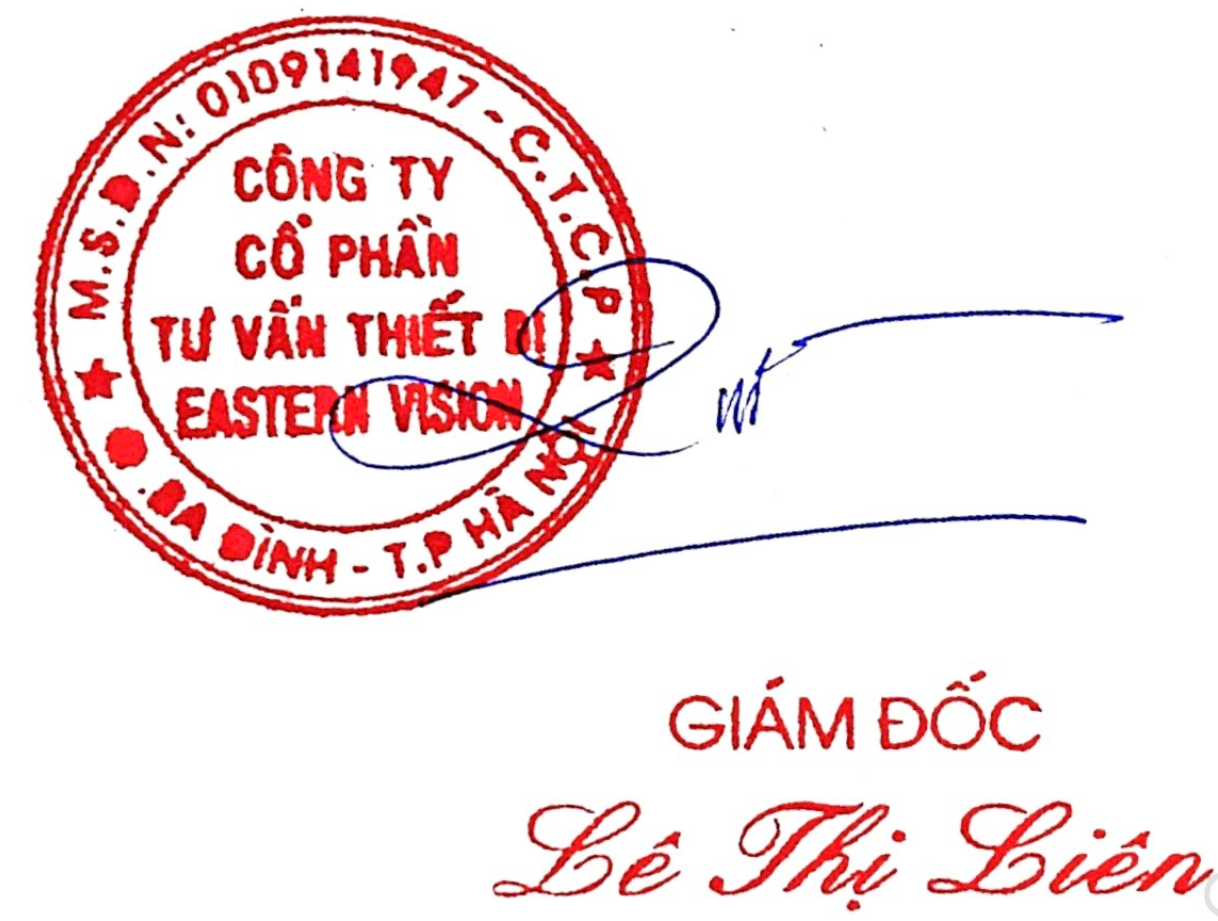 M.S.D.N: 0109141947 - C.T.C.P
CÔNG TY
CỔ PHẦN
TƯ VẤN THIẾT BỊ
EASTERN VISION
Q.BA ĐÌNH - T.P HÀ NỘI
GIÁM ĐỐC
Lê Thị Liên